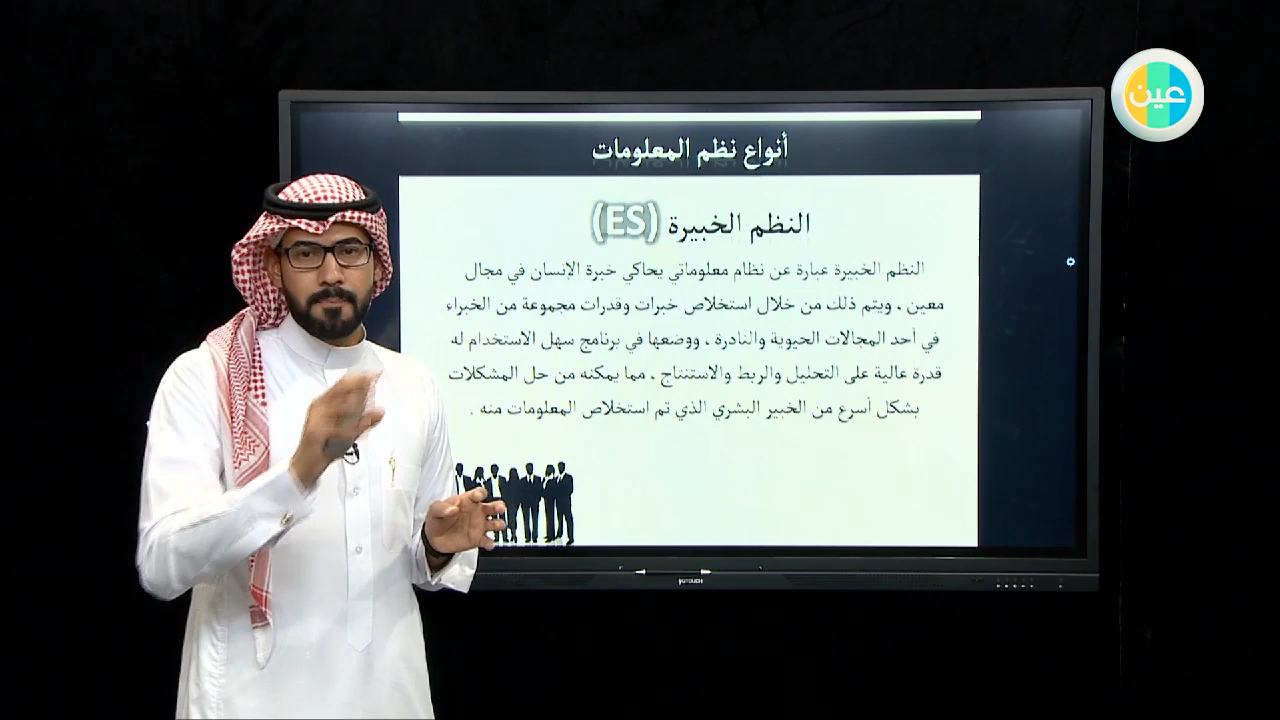 عين
أنواع نظم المعلومات
النظم الخبيرة (ES)
النظم الخبيرة عبارة عن نظام معلوماتي يحاكي خبرة الإنسان في مجال
معين ، ويتم ذلك من خلال استخلاص خبرات وقدرات مجموعة من الخبراء
في أحد المجالات الحيوية والنادرة ، ووضعها في برنامج سهل الاستخدام له
قدرة عالية على التحليل والربط والاستنتاج ، مما يمكنه من حل المشكلات
بشكل أسرع من الخبير البشري الذي تم استخلاص المعلومات منه .